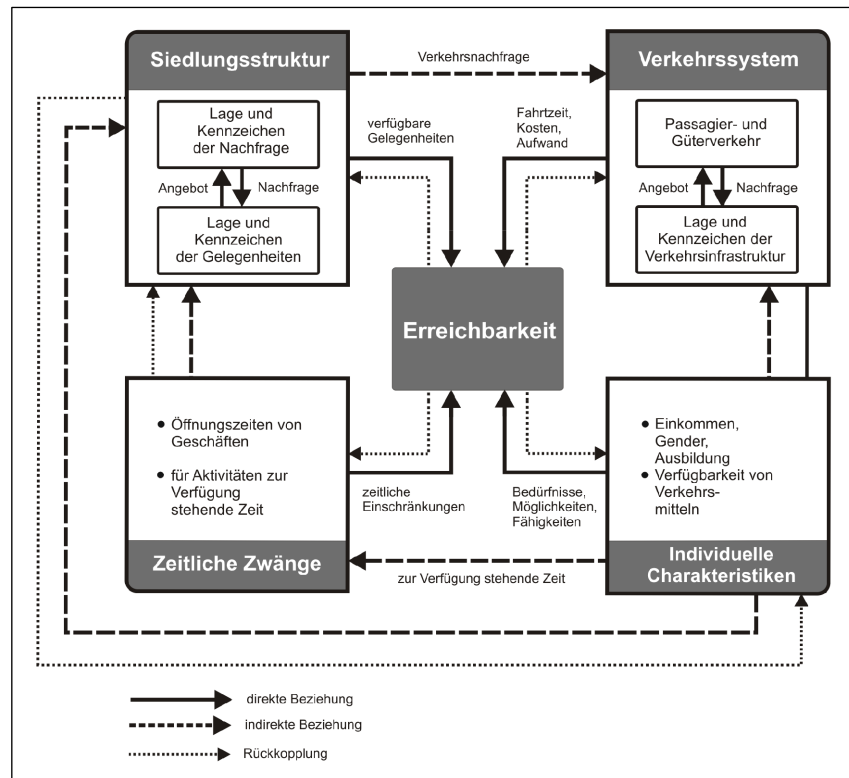 Siedlungsstruktur
Lage und
Kennzeichen
der Nachfrage
Angebot
Nachfrage
Lage und
Kennzeichen
der Gelegenheiten
Verkehrsnachfrage
verfügbare
Gelegenheiten
Fahrtzeit,
Kosten,
Aufwand
Verkehrssystem
Passagier- und
Güterverkehr
Angebot
Nachfrage
Lage und
Kennzeichen der
Verkehrsinfrastruktur
Erreichbarkeit
• Öffnungszeiten von
Geschäften
• für Aktivitäten zur
Verfügung
stehende Zeit
Zeitliche Zwänge
zeitliche
Einschränkungen
Bedürfnisse,
Möglichkeiten,
Fähigkeiten
zur Verfügung stehende Zeit
• Einkommen,
Gender,
Ausbildung
• Verfügbarkeit von
Verkehrs-
mitteln
Individuelle
Charakteristiken
direkte Beziehung
indirekte Beziehung
Rückkopplung